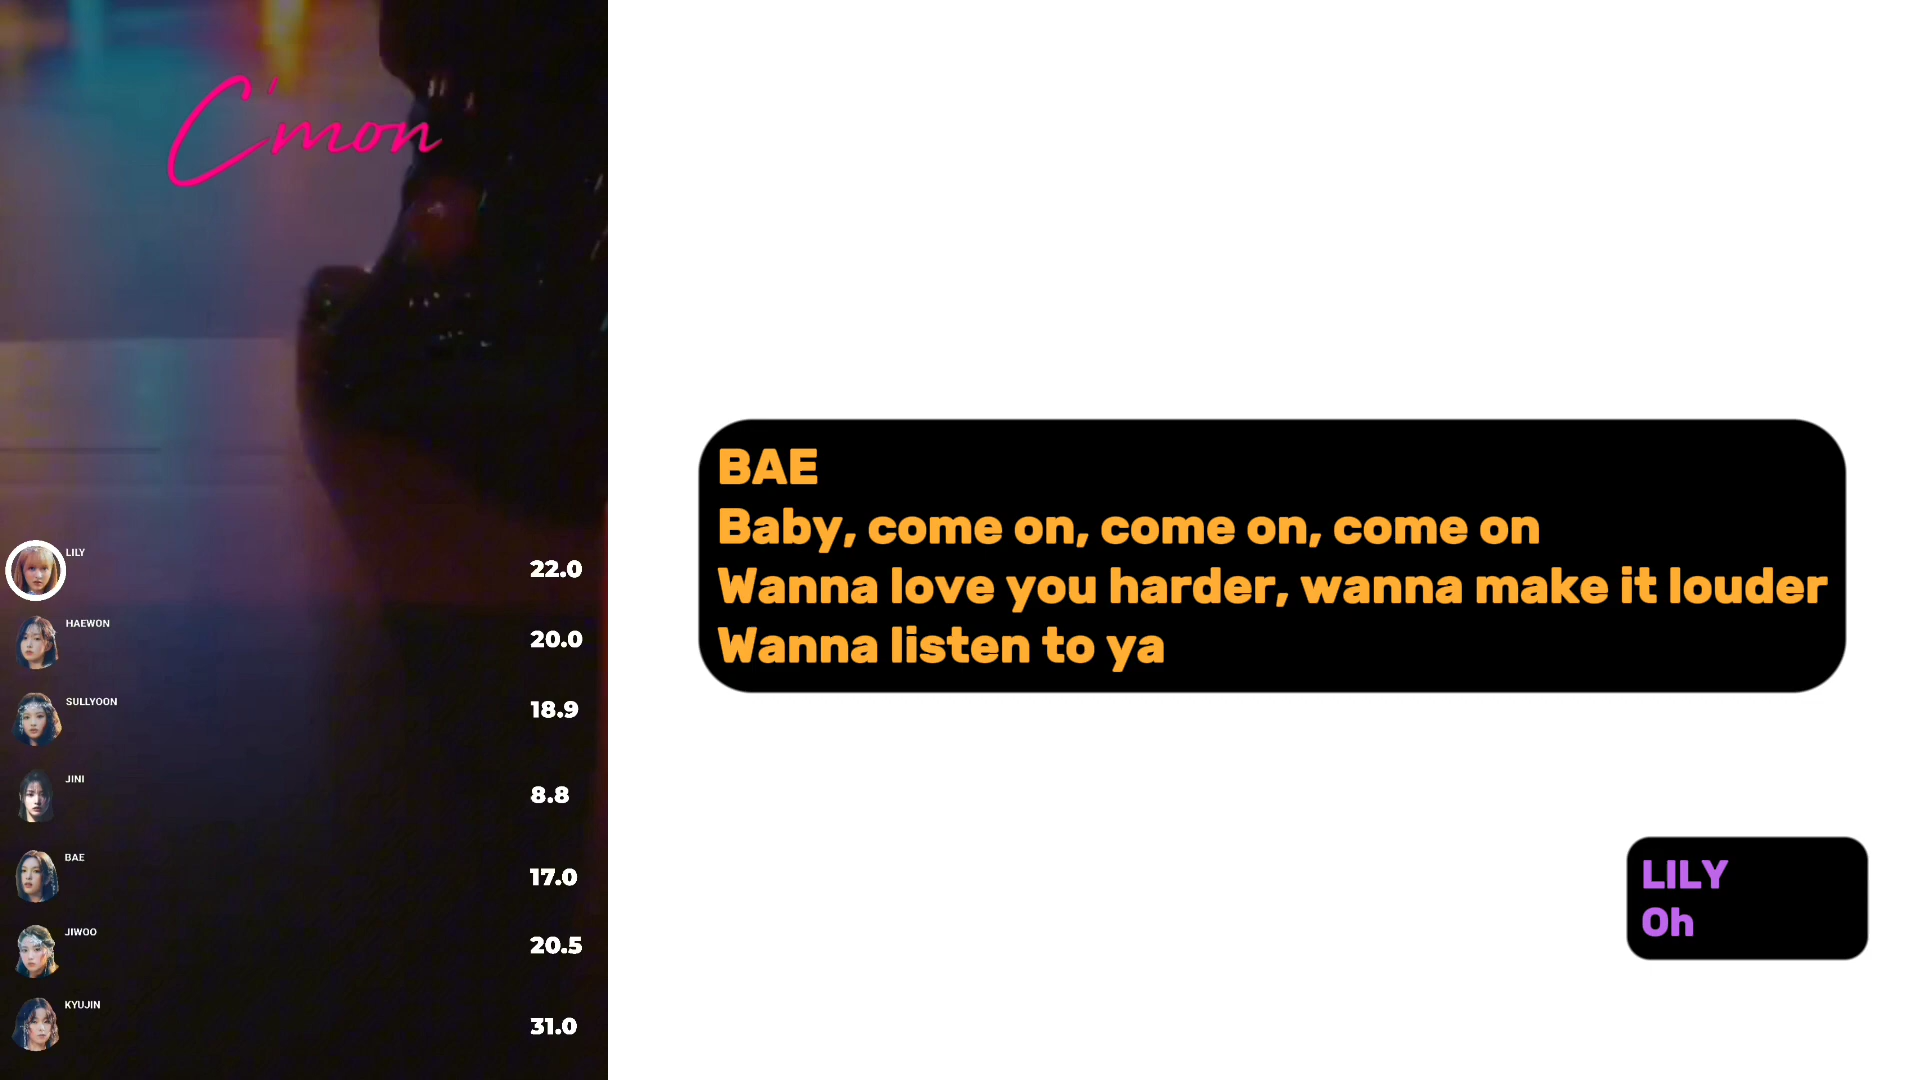 C'mon
LILY
22.0
HAEWON
20.0
SULLYOON
18.9
JINI
8.8
BAE
17.0
JIWOO
20.5
KYUJIN
31.0
BAE
Baby, come on, come on, come on
Wanna love you harder, wanna make it louder
Wanna listen to ya
LILY
Oh